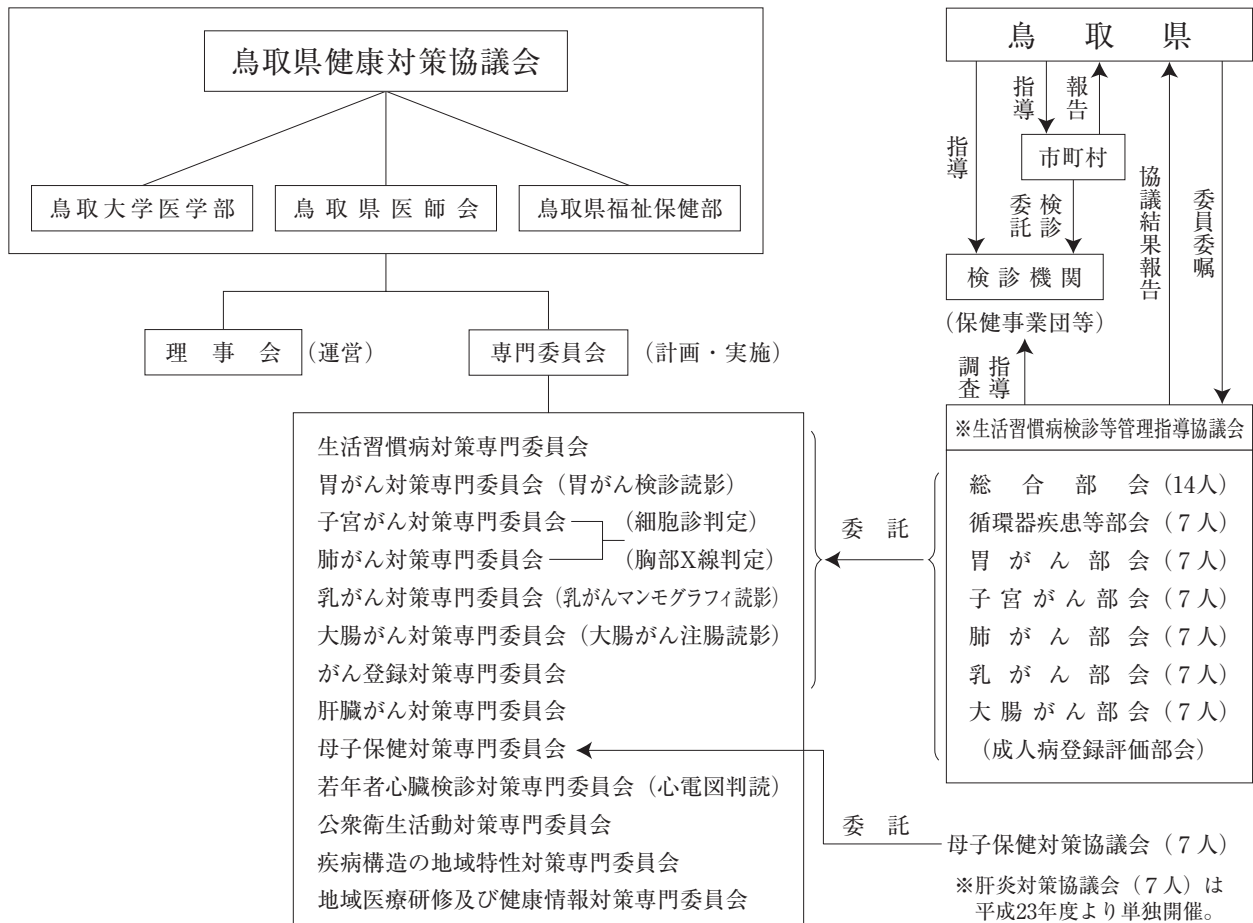 鳥取県健康対策協議会
鳥取大学医学部
鳥取県医師会
鳥取県福祉保健部
理事会
(運営)
専門委員会
(計画・実施)
生活習慣病対策専門委員会
胃がん対策専門委員会(胃がん検診読影)
子宮がん対策専門委員会
(細胞診判定)
肺がん対策専門委員会
(胸部X線判定)
乳がん対策専門委員会(乳がんマンモグラフィ読影)
大腸がん対策専門委員会(大腸がん注腸読影)
がん登録対策専門委員会
肝臓がん対策専門委員会
母子保健対策専門委員会
若年者心臓検診対策専門委員会(心電図判読)
公衆衛生活動対策専門委員会
疾病構造の地域特性対策専門委員会
地域医療研修及び健康情報対策専門委員会
委託
委託
鳥取県
指導
指導
報告
市町村
検診
委託
協議結果報告
委員委嘱
検診機関
(保健事業団等)
指導
調査
※生活習慣病検診等管理指導協議会
総合部会(14人)
循環器疾患等部会(7人)
胃がん部会(7人)
子宮がん部会(7人)
肺がん部会(7人)
乳がん部会(7人)
大腸がん部会(7人)
(成人病登録評価部会)
母子保健対策協議会(7人)
※肝炎対策協議会(7人)は
平成23年度より単独開催。